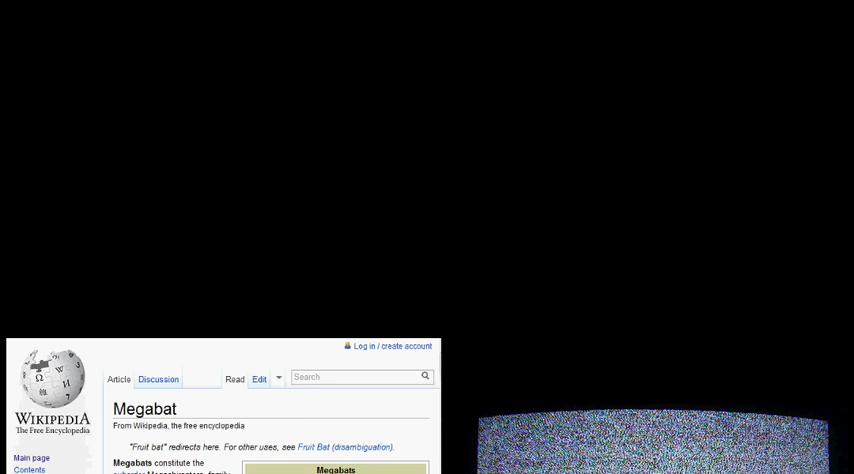 Log in / create account
Article Discussion Read Edit Search
Megabat
WIKIPEDIA
The Free Encyclopedia
From Wikipedia, the free encyclopedia
"Fruit bat" redirects here. For other uses, see Fruit Bat (disambiguation).
Main page
Contents
Megabats constitute the
Megabats